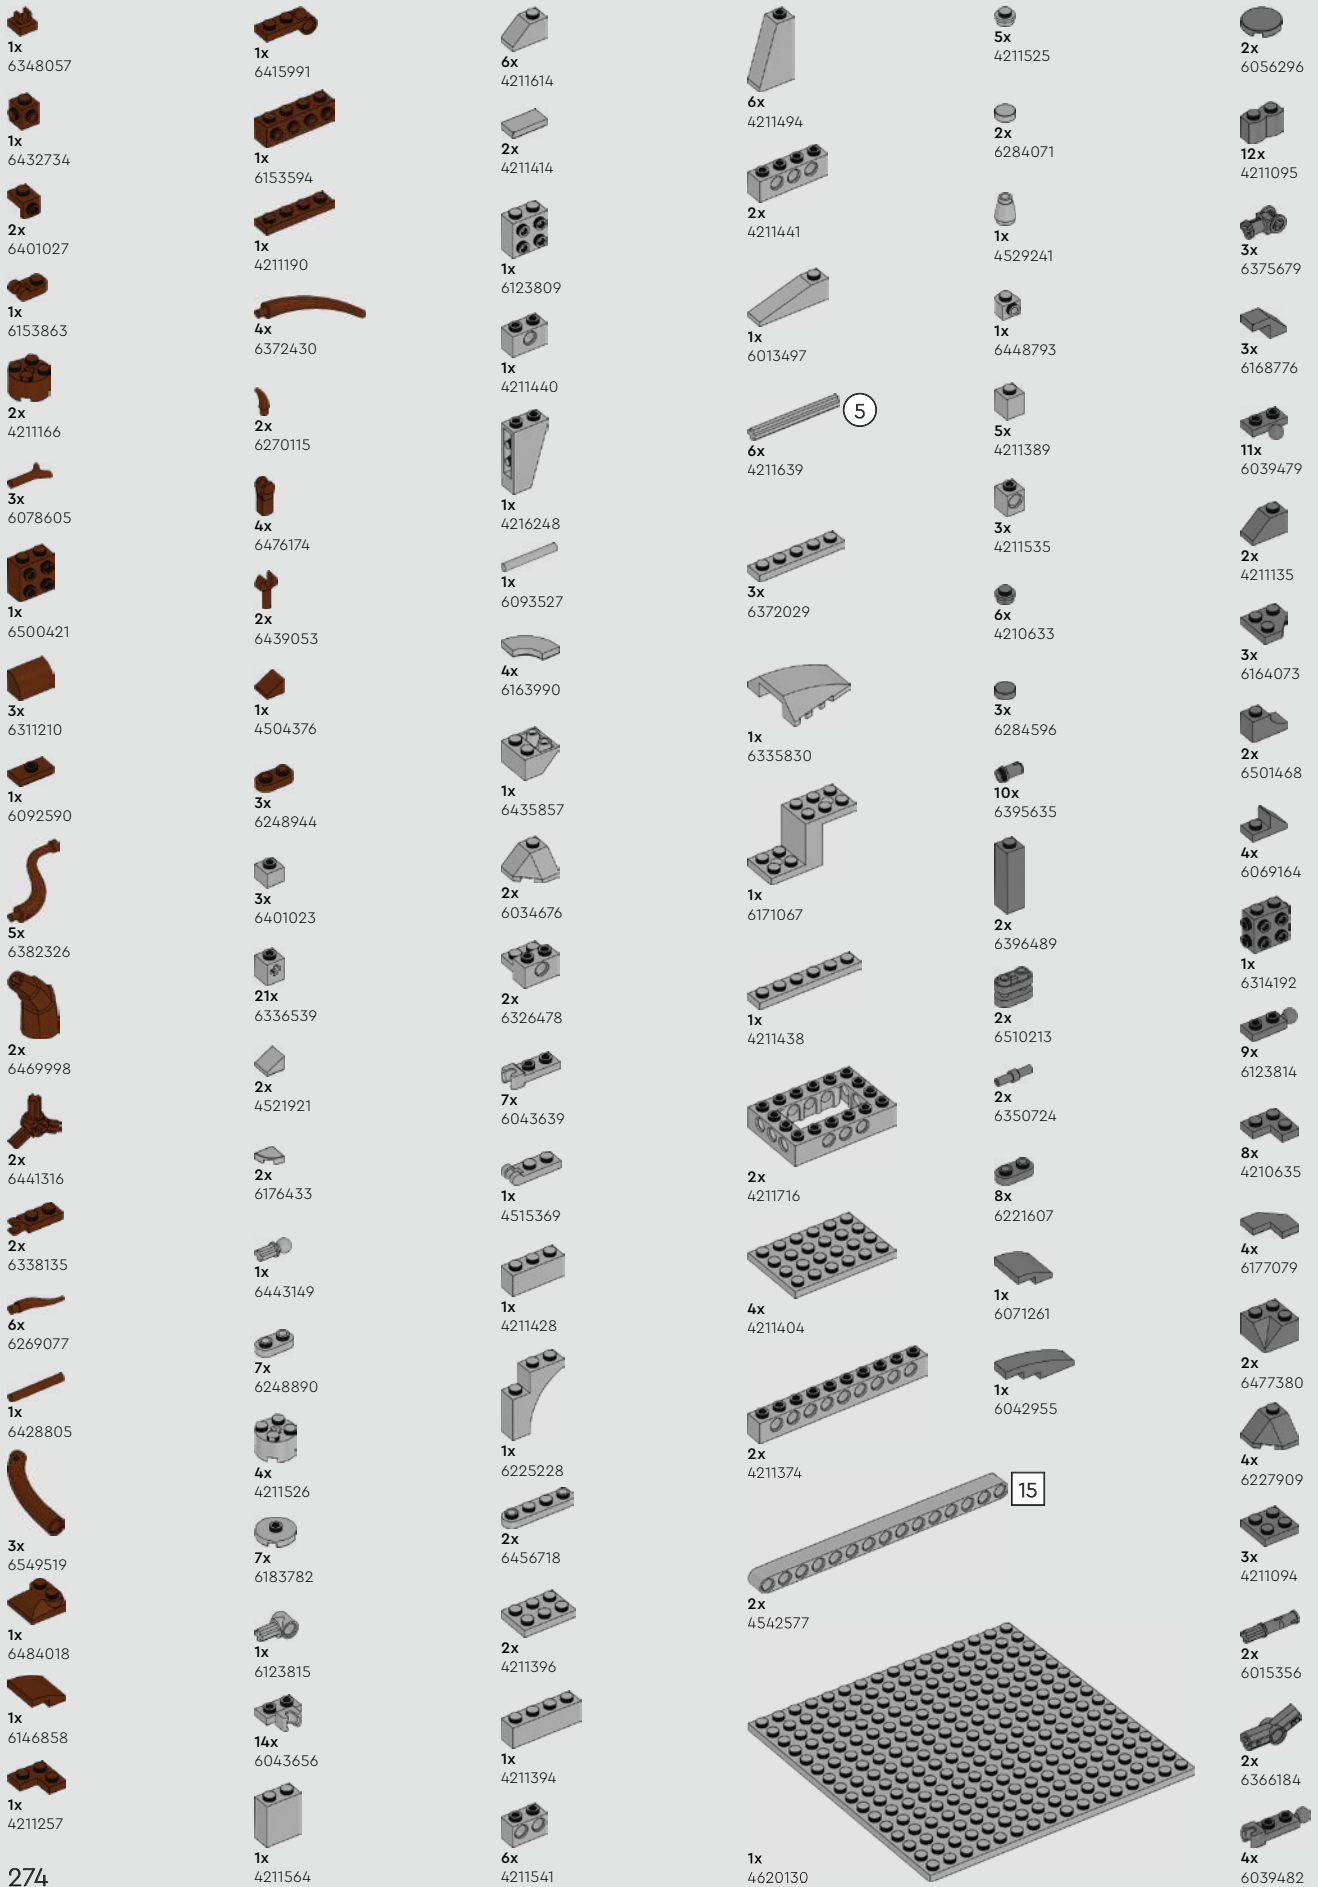 1x
6348057
1x
6432734
2x
6401027
1x
6153863
2x
4211166
3x
6078605
1x
6500421
3x
6311210
1x
6092590
5x
6382326
2x
6469998
2x
6441316
2x
6338135
6x
6269077
1x
6428805
3x
6549519
1x
6484018
1x
6146858
1x
4211257
274
1x
6415991
1x
6153594
1x
4211190
4x
6372430
2x
6270115
4x
6476174
2x
6439053
1x
4504376
3x
6248944
3x
6401023
21x
6336539
2x
4521921
2x
6176433
1x
6443149
7x
6248890
4x
4211526
7x
6183782
1x
6123815
14x
6043656
1x
4211564
6x
4211614
2x
4211414
1x
6123809
1x
4211440
1x
4216248
1x
6093527
4x
6163990
1x
6435857
2x
6034676
2x
6326478
7x
6043639
1x
4515369
1x
4211428
1x
6225228
2x
6456718
2x
4211396
1x
4211394
6x
4211541
6x
4211494
2x
4211441
1x
6013497
5
6x
4211639
3x
6372029
1x
6335830
1x
6171067
1x
4211438
2x
4211716
4x
4211404
2x
4211374
15
2x
4542577
1x
4620130
5x
4211525
2x
6284071
1x
4529241
1x
6448793
5x
4211389
3x
4211535
6x
4210633
3x
6284596
10x
6395635
2x
6396489
2x
6510213
2x
6350724
8x
6221607
1x
6071261
1x
6042955
2x
6056296
12x
4211095
3x
6375679
3x
6168776
11x
6039479
2x
4211135
3x
6164073
2x
6501468
4x
6069164
1x
6314192
9x
6123814
8x
4210635
4x
6177079
2x
6477380
4x
6227909
3x
4211094
2x
6015356
2x
6366184
4x
6039482